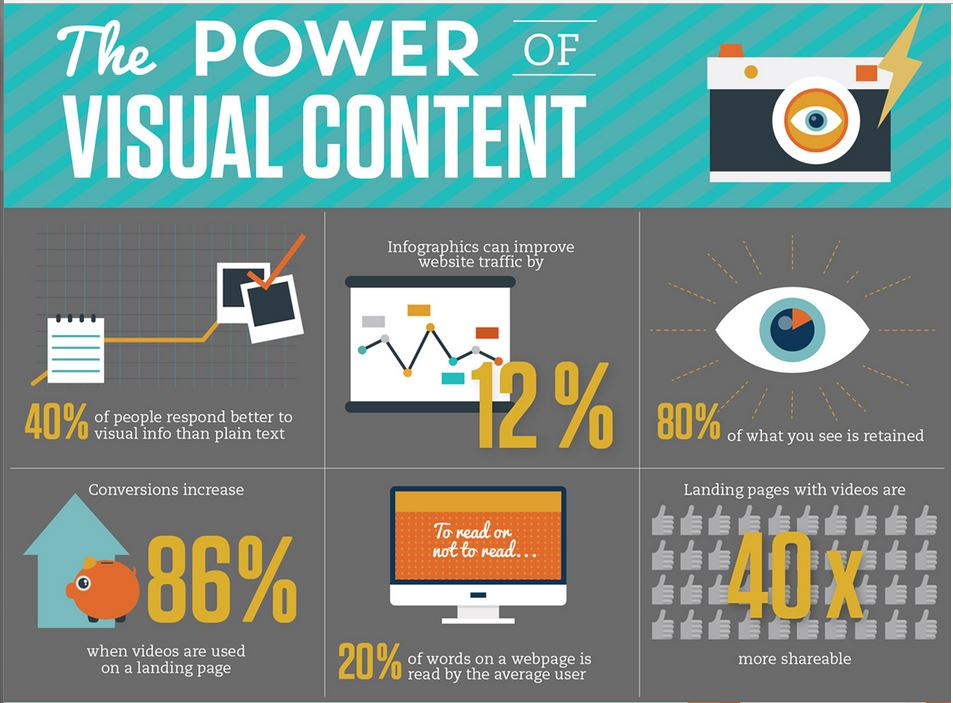 The POWER OF
VISUAL CONTENT
40% of people respond better to
visual info than plain text
Infographics can improve
website traffic by
12%
80% of what you see is retained
Conversions increase
86%
when videos are used
on a landing page
To read or
not to read...
20% of words on a webpage is
read by the average user
Landing pages with videos are
40x
more shareable